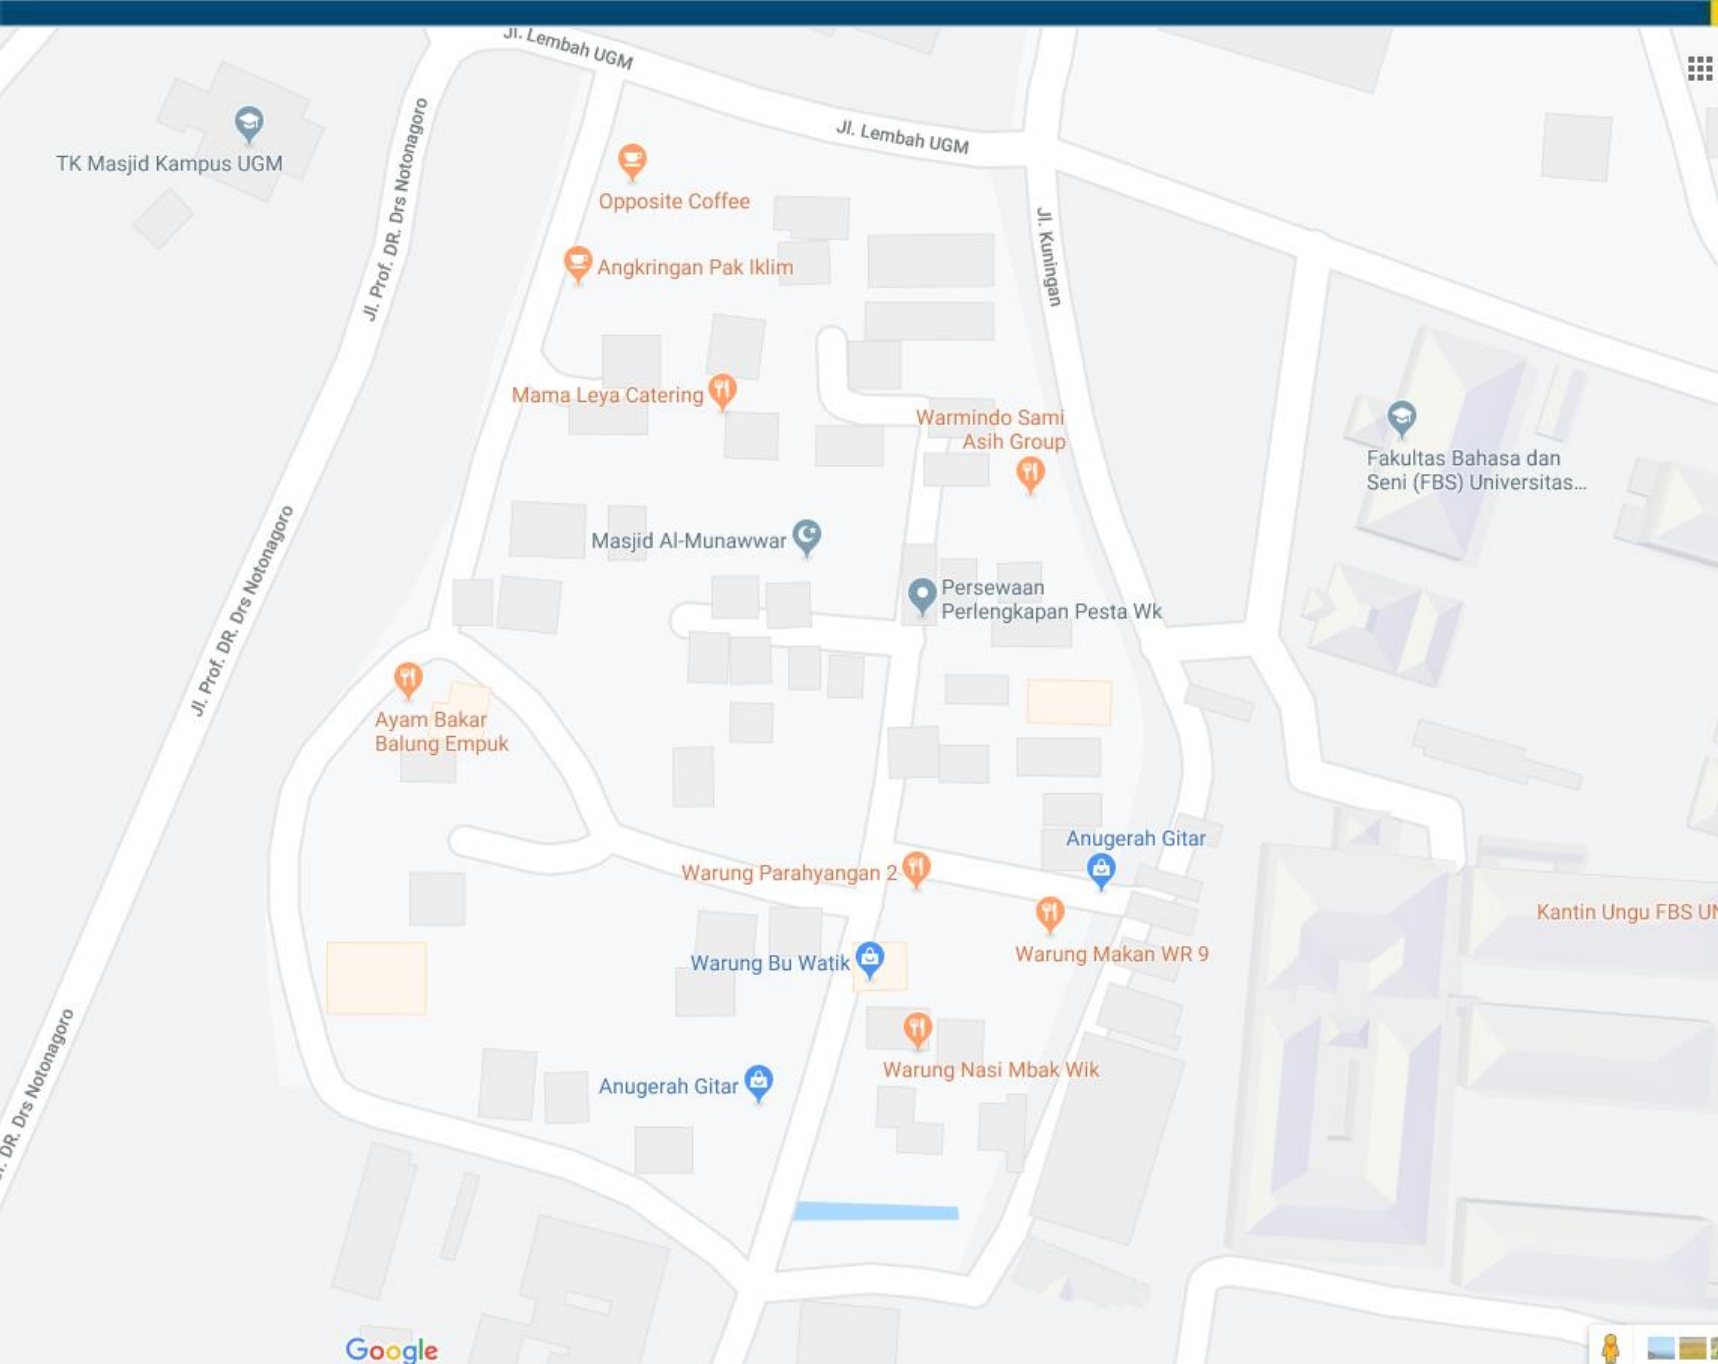 Jl. Lembah UGM
Jl. Lembah UGM
TK Masjid Kampus UGM
Jl. Prof. DR. Drs Notonagoro
Opposite Coffee
Jl. Kuningan
Angkringan Pak Iklim
Mama Leya Catering
Warmindo Sami
Asih Group
Fakultas Bahasa dan
Seni (FBS) Universitas...
Masjid Al-Munawwar
Persewaan
Perlengkapan Pesta Wk
Jl. Prof. DR. Drs Notonagoro
Ayam Bakar
Balung Empuk
Anugerah Gitar
Warung Parahyangan 2
Kantin Ungu FBS UN
Warung Makan WR 9
Warung Bu Watik
Warung Nasi Mbak Wik
Anugerah Gitar
DR. Drs Notonagoro
Google